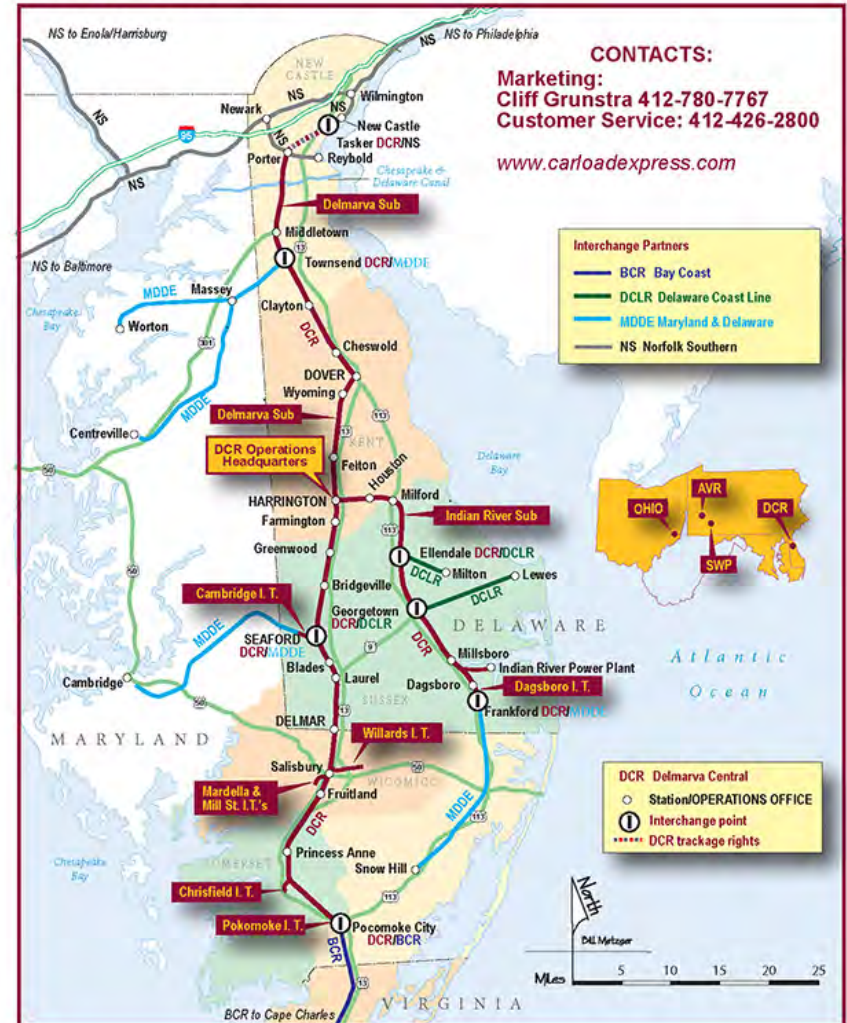 NS to Enola/Harrisburg
NS to Philadelphia
NS
NS
NEW
CASTLE
CONTACTS:
Marketing:
Cliff Grunstra 412-780-7767
Customer Service: 412-426-2800
www.carloadexpress.com
Newark
NS
Wilmington
NS
95
NS
New Castle
Tasker DCR/NS
Porter
Reybold
NS
Chesapeake &
Delaware Canal
Delmarva Sub
13
Middletown
NS to Baltimore
Townsend DCR/MDDE
Massey
MDDE
Chesapeake
Bay
Worton
Clayton
DCR
301
Cheswold
MDDE
DOVER
Wyoming
Delmarva Sub
113
13
Centreville
KENT
DCR Operations
Headquarters
Felton
Houston
Delaware
Bay
50
HARRINGTON
Milford
Farmington
Indian River Sub
113
Greenwood
Ellendale DCR/DCLR
DCLR
Milton
Lewes
DCLR
50
Bridgeville
Cambridge I. T.
Georgetown
DCR/DCLR
MDDE
SEAFORD
DCR/MDDE
DELAWARE
9
DCR
Millsboro
Blades
Indian River Power Plant
Laurel
Cambridge
Dagsboro
Dagsboro I. T.
SUSSEX
13
Frankford DCR/MDDE
MARYLAND
DELMAR
Willards I. T.
Salisbury
50
WICOMICO
Mardella &
Mill St. I.T.'s
Fruitland
DCR
MDDE
113
Princess Anne
SOMERSET
Snow Hill
Chesapeake
Bay
Chrisfield I. T.
113
Pokomoke I. T.
Pocomoke City
DCR/BCR
BCR
13
VIRGINIA
BCR to Cape Charles
Interchange Partners
BCR Bay Coast
DCLR Delaware Coast Line
MDDE Maryland & Delaware
NS Norfolk Southern
OHIO
AVR
SWP
DCR
Atlantic
Ocean
DCR Delmarva Central
Station/OPERATIONS OFFICE
I Interchange point
DCR trackage rights
North
Bill Metzger
Miles
5 10 15 20 25